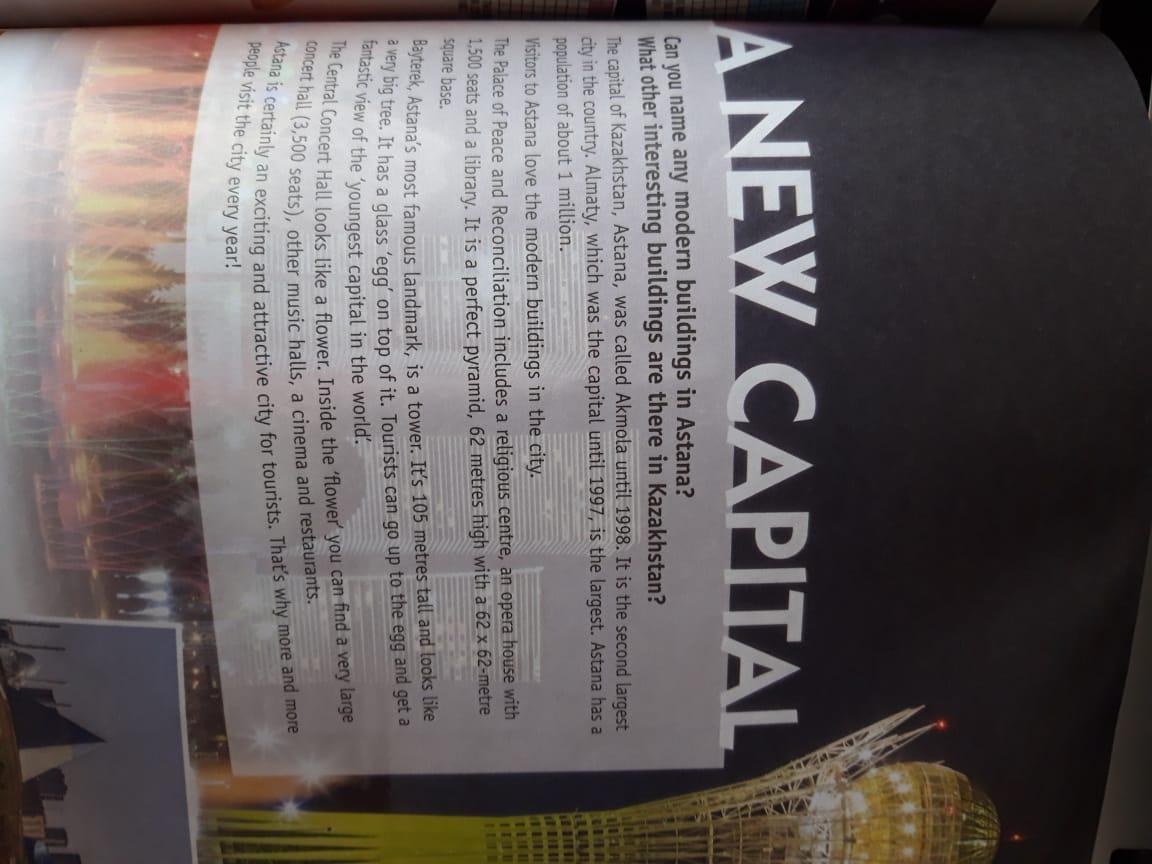 A NEW CAPITAL
Can you name any modern buildings in Astana?
What other interesting buildings are there in Kazakhstan?
The capital of Kazakhstan, Astana, was called Akmola until 1998. It is the second largest
city in the country. Almaty, which was the capital until 1997, is the largest. Astana has a
population of about 1 million.
Visitors to Astana love the modern buildings in the city.
The Palace of Peace and Reconciliation includes a religious centre, an opera house with
1,500 seats and a library. It is a perfect pyramid, 62 metres high with a 62 x 62-metre
square base.
Bayterek, Astana's most famous landmark, is a tower. It's 105 metres tall and looks like
a very big tree. It has a glass 'egg' on top of it. Tourists can go up to the egg and get a
fantastic view of the 'youngest capital in the world'.
The Central Concert Hall looks like a flower. Inside the 'flower' you can find a very large
concert hall (3,500 seats), other music halls, a cinema and restaurants.
Astana is certainly an exciting and attractive city for tourists. That's why more and more
people visit the city every year!